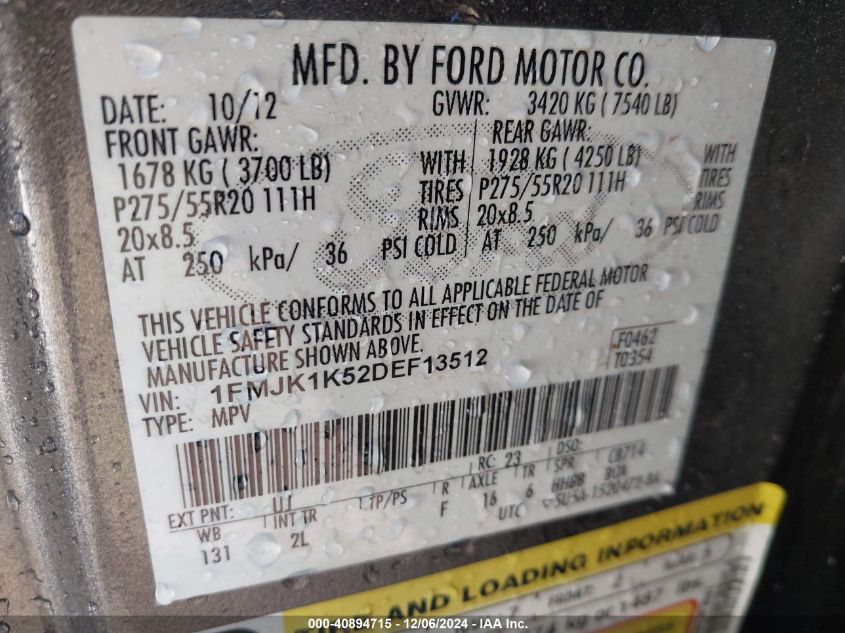 MFD. BY FORD MOTOR CO.
DATE: 10/12 GVWR: 3420 KG ( 7540 LB)
FRONT GAWR: REAR GAWR:
1678 KG ( 3700 LB) WITH 1928 KG ( 4250 LB) WITH
P275/55R20 111H TIRES P275/55R20 111H TIRES
20x8.5 RIMS 20x8.5 RIMS
AT 250 kPa/ 36 PSI COLD AT 250 kPa/ 36 PSI COLD
THIS VEHICLE CONFORMS TO ALL APPLICABLE FEDERAL MOTOR
VEHICLE SAFETY STANDARDS IN EFFECT ON THE DATE OF
MANUFACTURE SHOWN ABOVE.
F0462
T0354
VIN: 1FMJK1K52DEF13512
TYPE: MPV
EXT PNT: UJ RC: 23 DSO:
WB INT TR TP/PS R AXLE TR SPR CB714
131 2L F 16 6 HHBB
UTC
AND LOADING INFORMATION
000-40894715 - 12/06/2024 - IAA Inc.